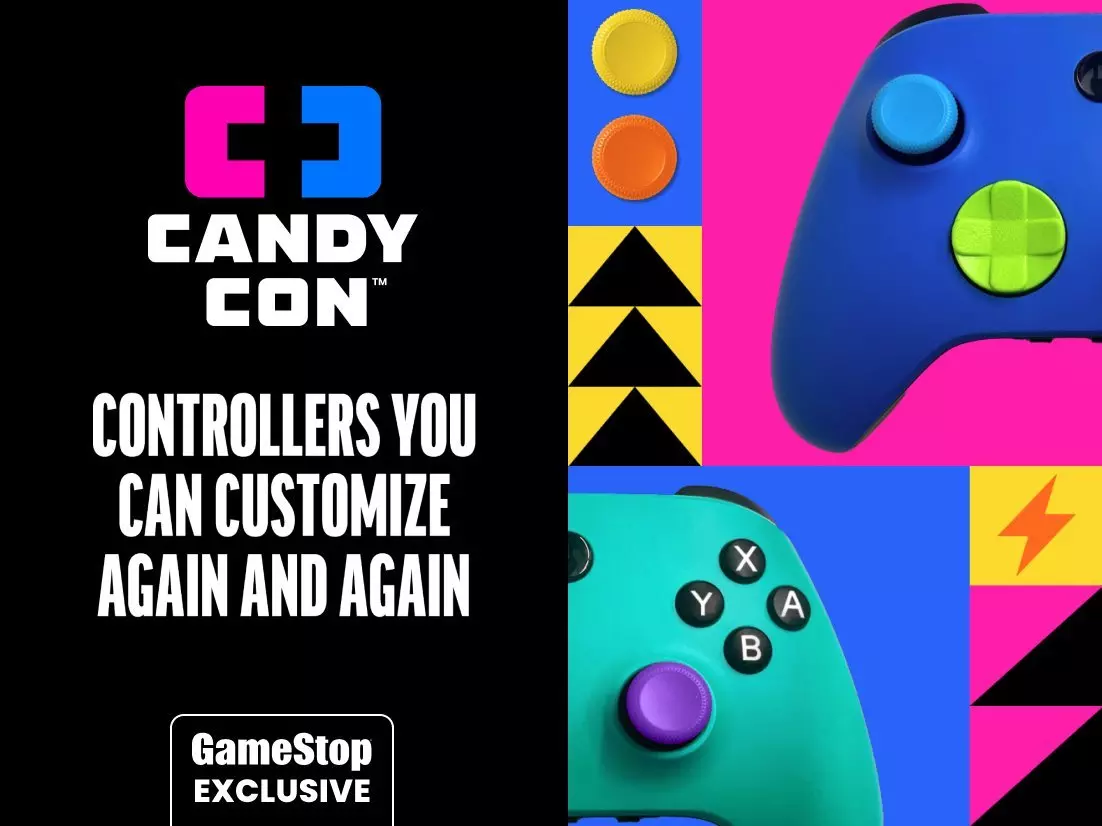 CANDY
CON™
CONTROLLERS YOU
CAN CUSTOMIZE
AGAIN AND AGAIN
GameStop
EXCLUSIVE
X
Y A
B